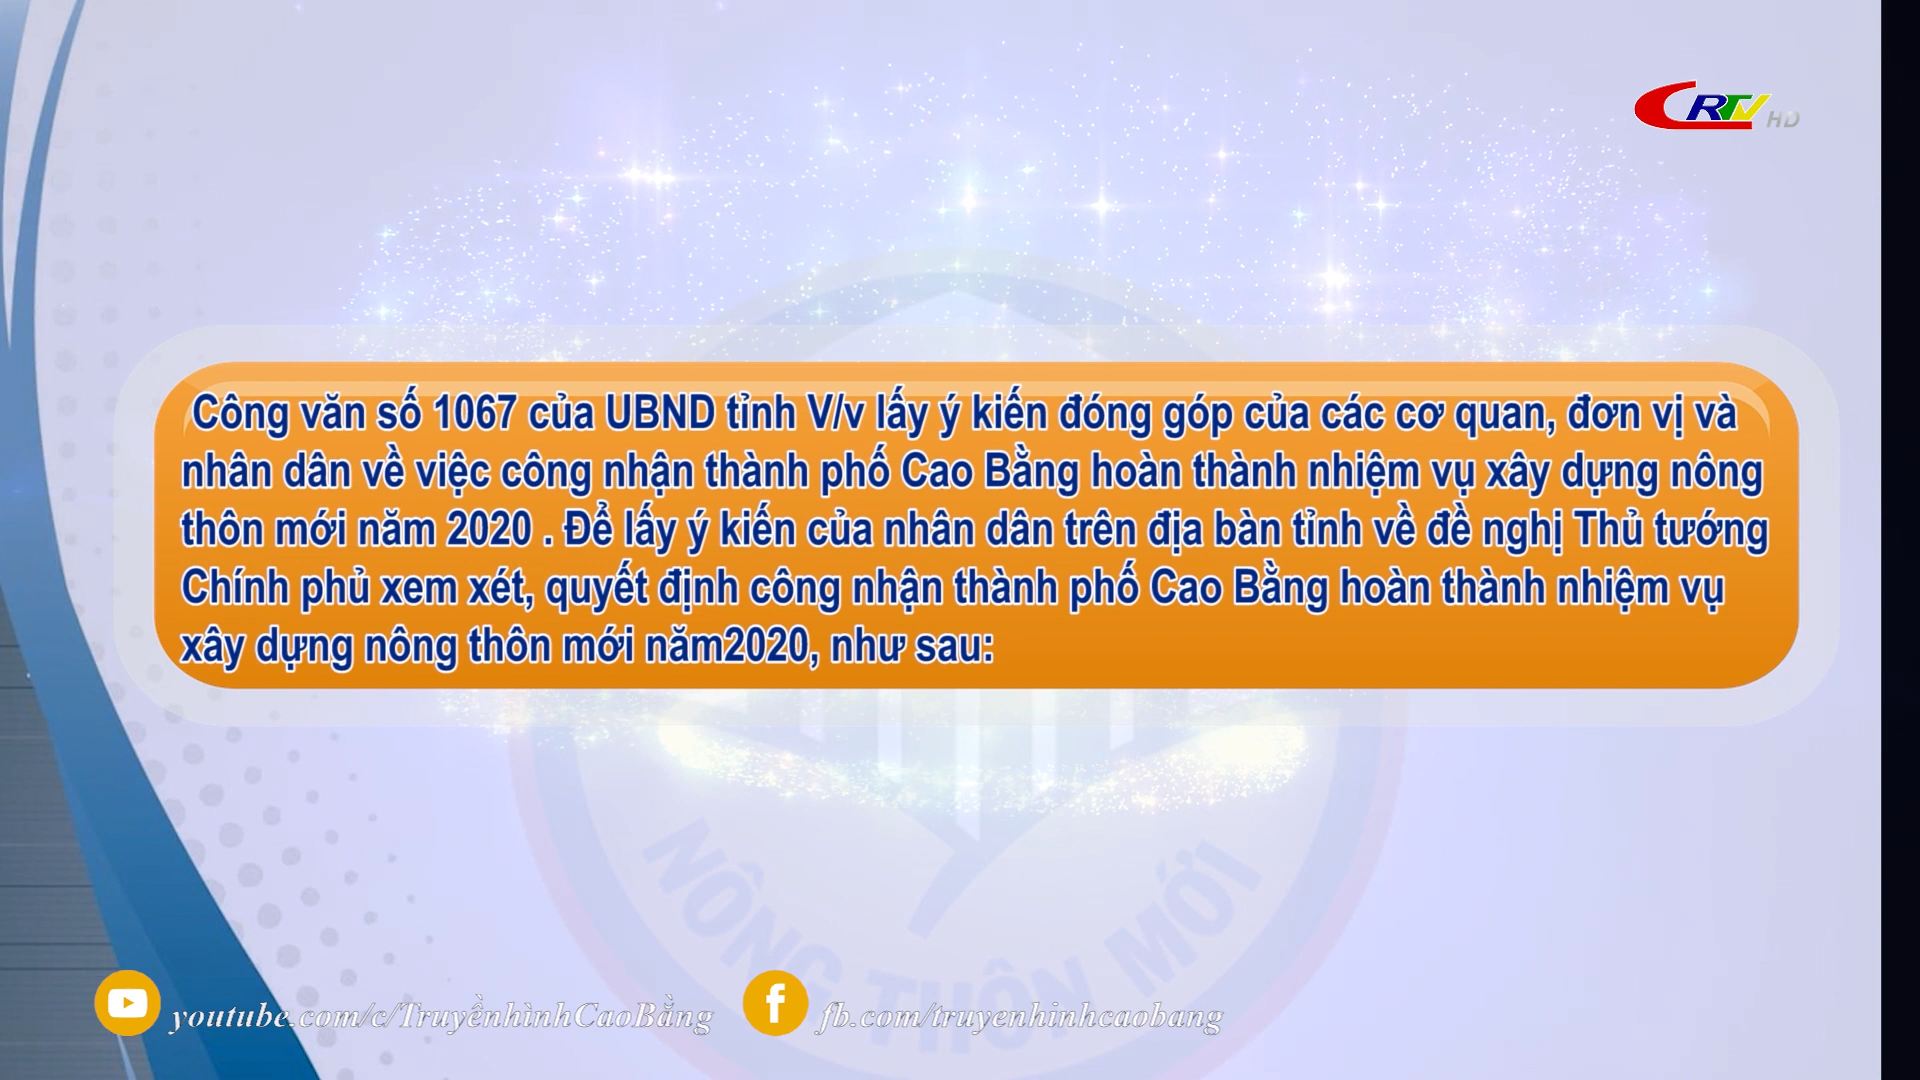 CRTV HD
Công văn số 1067 của UBND tỉnh V/v lấy ý kiến đóng góp của các cơ quan, đơn vị và
nhân dân về việc công nhận thành phố Cao Bằng hoàn thành nhiệm vụ xây dựng nông
thôn mới năm 2020 . Để lấy ý kiến của nhân dân trên địa bàn tỉnh về đề nghị Thủ tướng
Chính phủ xem xét, quyết định công nhận thành phố Cao Bằng hoàn thành nhiệm vụ
xây dựng nông thôn mới năm2020, như sau:
NÔNG THÔN MỚI
youtube.com/c/TruyềnhìnhCaoBằng
fb.com/truyenhinhcaobang